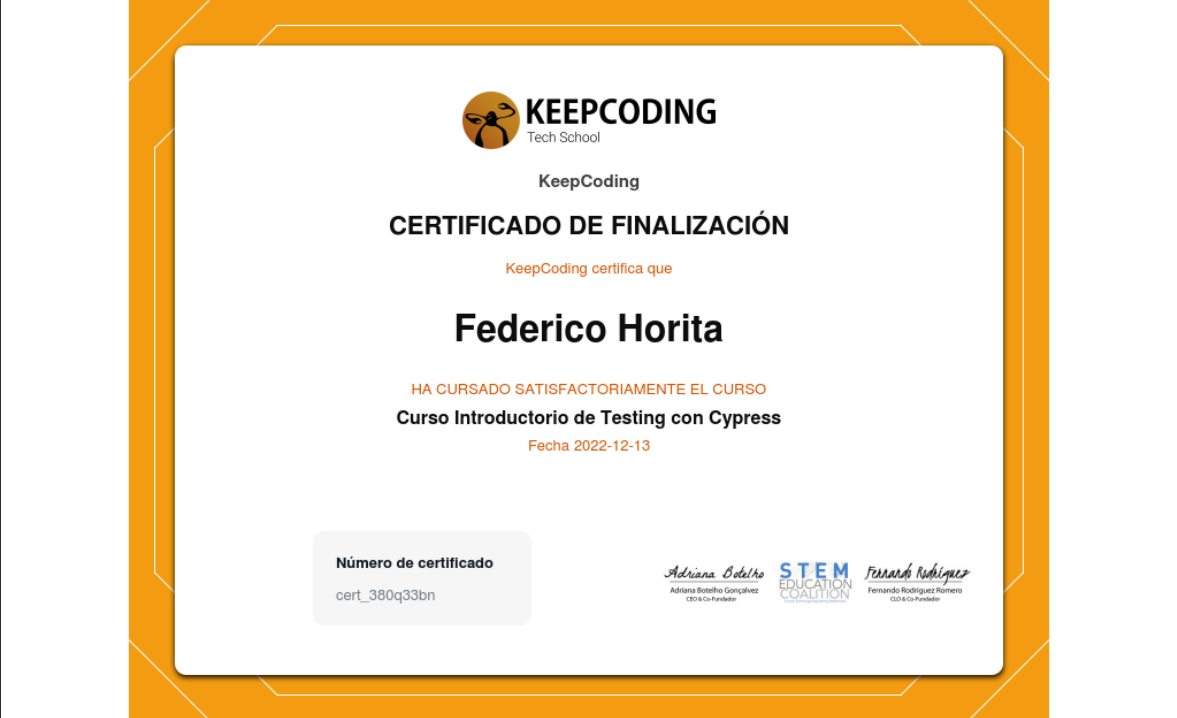 KEEPCODING
Tech School
KeepCoding
CERTIFICADO DE FINALIZACIÓN
KeepCoding certifica que
Federico Horita
HA CURSADO SATISFACTORIAMENTE EL CURSO
Curso Introductorio de Testing con Cypress
Fecha 2022-12-13
Número de certificado
cert_380q33bn
Adriana Botelho
Adriana Botelho Gonçalvez
CEO & Co-Fundador
STEM
EDUCATION
COALITION
Fernando Rodríguez
Fernando Rodríguez Romero
CLO & Co-Fundador